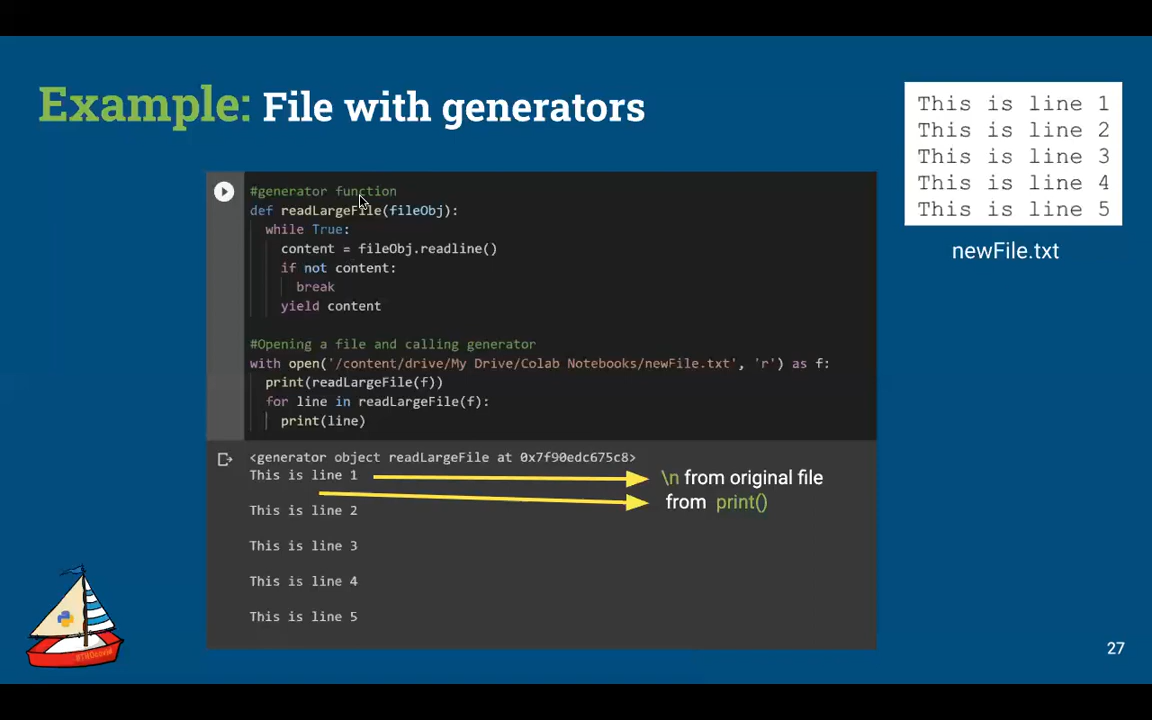 Example: File with generators
This is line 1
This is line 2
This is line 3
This is line 4
This is line 5
newFile.txt
#generator function
def readLargeFile(fileObj):
while True:
content = fileObj.readline()
if not content:
break
yield content
#Opening a file and calling generator
with open('/content/drive/My Drive/Colab Notebooks/newFile.txt', 'r') as f:
print(readLargeFile(f))
for line in readLargeFile(f):
print(line)
<generator object readLargeFile at 0x7f90edc675c8>
This is line 1
\n from original file
from print()
This is line 2
This is line 3
This is line 4
This is line 5
27